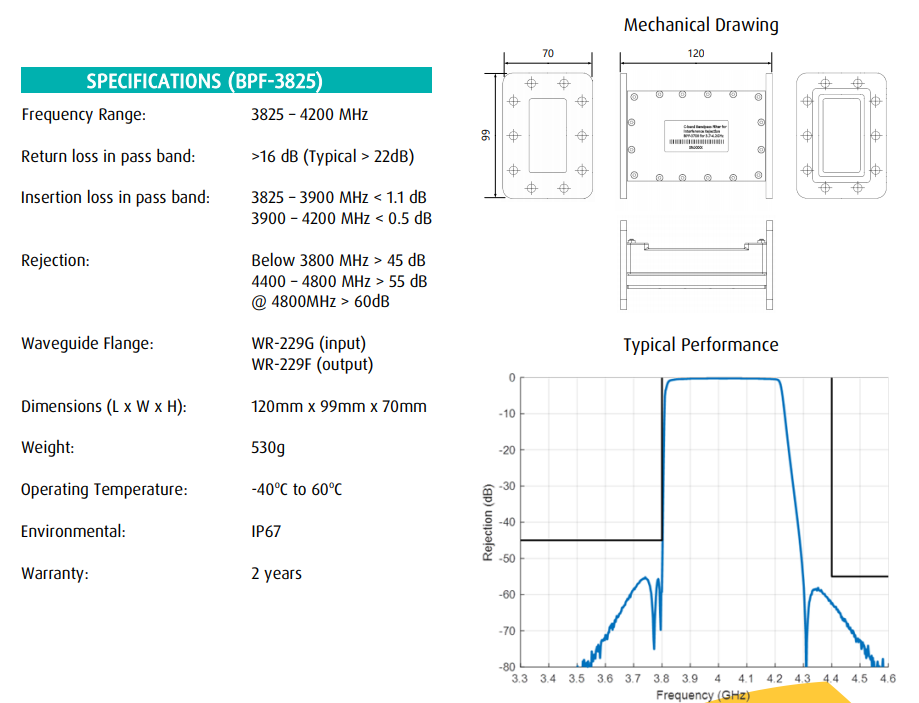 SPECIFICATIONS (BPF-3825)
Frequency Range: 3825 – 4200 MHz
Return loss in pass band: >16 dB (Typical > 22dB)
Insertion loss in pass band: 3825 – 3900 MHz < 1.1 dB
3900 – 4200 MHz < 0.5 dB
Rejection: Below 3800 MHz > 45 dB
4400 – 4800 MHz > 55 dB
@ 4800MHz > 60dB
Waveguide Flange: WR-229G (input)
WR-229F (output)
Dimensions (L x W x H): 120mm x 99mm x 70mm
Weight: 530g
Operating Temperature: -40°C to 60°C
Environmental: IP67
Warranty: 2 years
Mechanical Drawing
70
120
99
C-band Bandpass Filter for
Typical Performance
0
-10
-20
-30
-40
-50
-60
-70
-80
Rejection (dB)
3.3 3.4 3.5 3.6 3.7 3.8 3.9 4 4.1 4.2 4.3 4.4 4.5 4.6
Frequency (GHz)